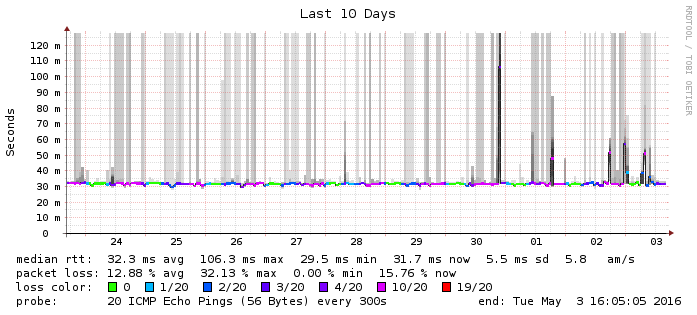 Last 10 Days
RRDTOOL / TOBI OETIKER
Seconds
120 m
110 m
100 m
90 m
80 m
70 m
60 m
50 m
40 m
30 m
20 m
10 m
0
24 25 26 27 28 29 30 01 02 03
median rtt: 32.3 ms avg 106.3 ms max 29.5 ms min 31.7 ms now 5.5 ms sd 5.8 am/s
packet loss: 12.88 % avg 32.13 % max 0.00 % min 15.76 % now
loss color: 0 1/20 2/20 3/20 4/20 10/20 19/20
probe: 20 ICMP Echo Pings (56 Bytes) every 300s end: Tue May 3 16:05:05 2016